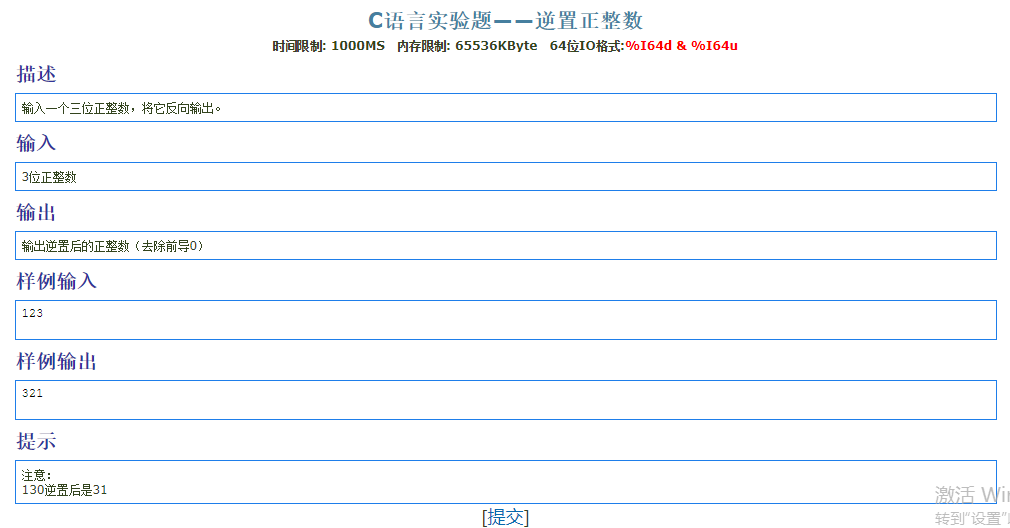 C语言实验题——逆置正整数
时间限制: 1000MS 内存限制: 65536KByte 64位IO格式:%I64d & %I64u
描述
输入一个三位正整数，将它反向输出。
输入
3位正整数
输出
输出逆置后的正整数（去除前导0）
样例输入
123
样例输出
321
提示
注意：
130逆置后是31
激活 Win
[提交]
转到"设置"